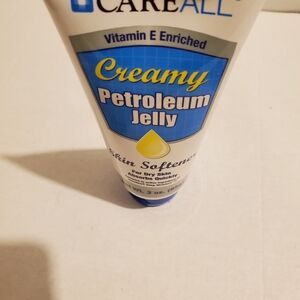 CAREALL
Vitamin E Enriched
Creamy
Petroleum
Jelly
Skin Softener
For Dry Skin
Absorbs Quickly